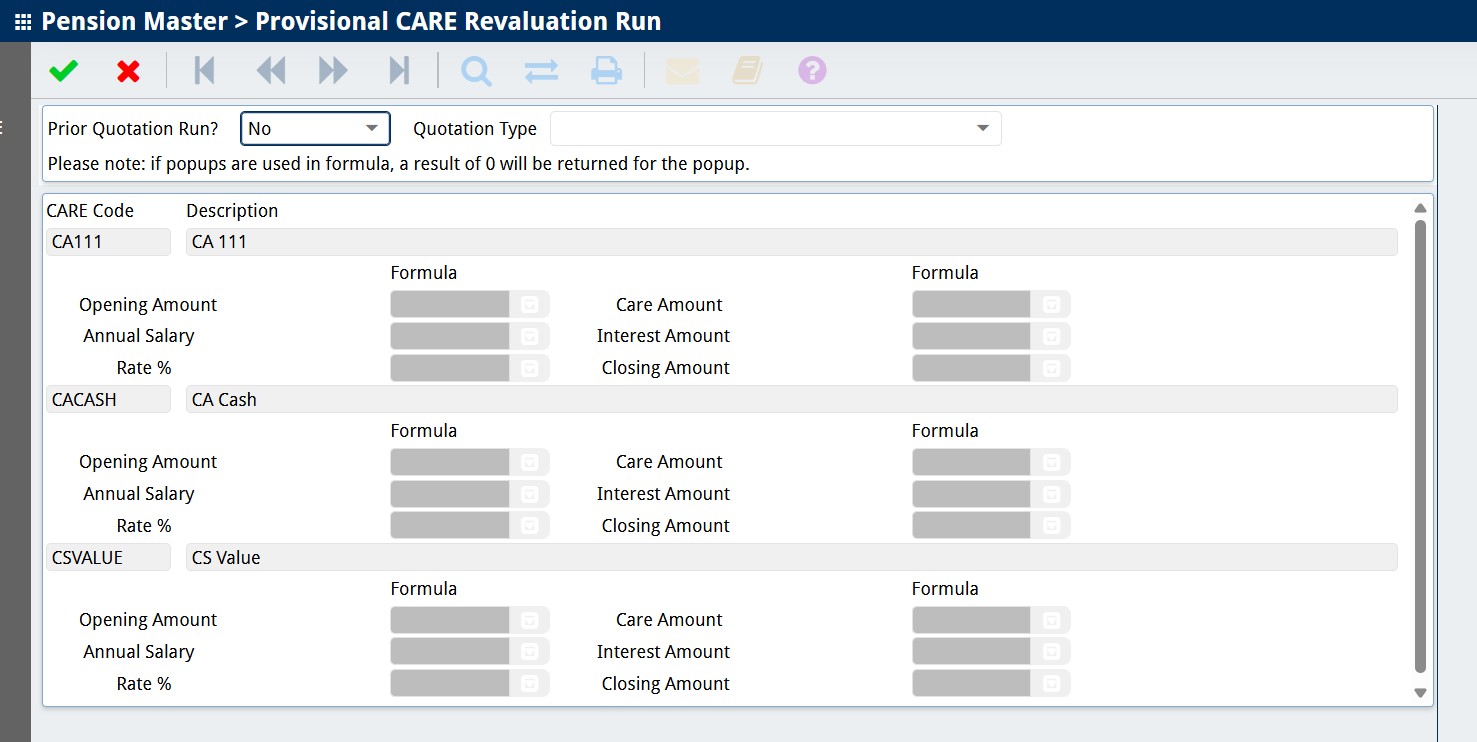 Pension Master > Provisional CARE Revaluation Run
Prior Quotation Run? No Quotation Type
Please note: if popups are used in formula, a result of 0 will be returned for the popup.
CARE Code Description
CA111 CA 111
Formula Formula
Opening Amount Care Amount
Annual Salary Interest Amount
Rate % Closing Amount
CACASH CA Cash
Formula Formula
Opening Amount Care Amount
Annual Salary Interest Amount
Rate % Closing Amount
CSVALUE CS Value
Formula Formula
Opening Amount Care Amount
Annual Salary Interest Amount
Rate % Closing Amount